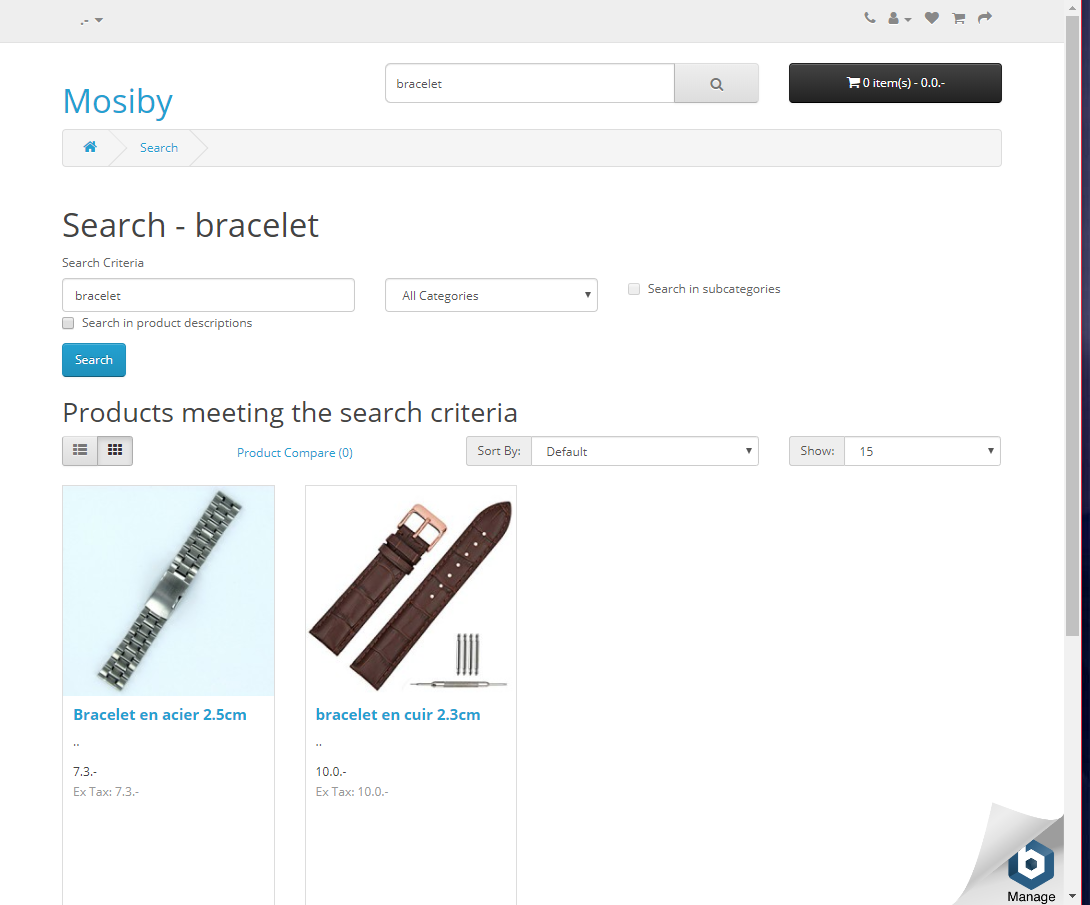 .-
Mosiby
bracelet
0 item(s) - 0.0.-
Search
Search - bracelet
Search Criteria
bracelet
All Categories
Search in subcategories
Search in product descriptions
Search
Products meeting the search criteria
Product Compare (0)
Sort By: Default
Show: 15
Bracelet en acier 2.5cm
..
7.3.-
Ex Tax: 7.3.-
bracelet en cuir 2.3cm
..
10.0.-
Ex Tax: 10.0.-
b
Manage